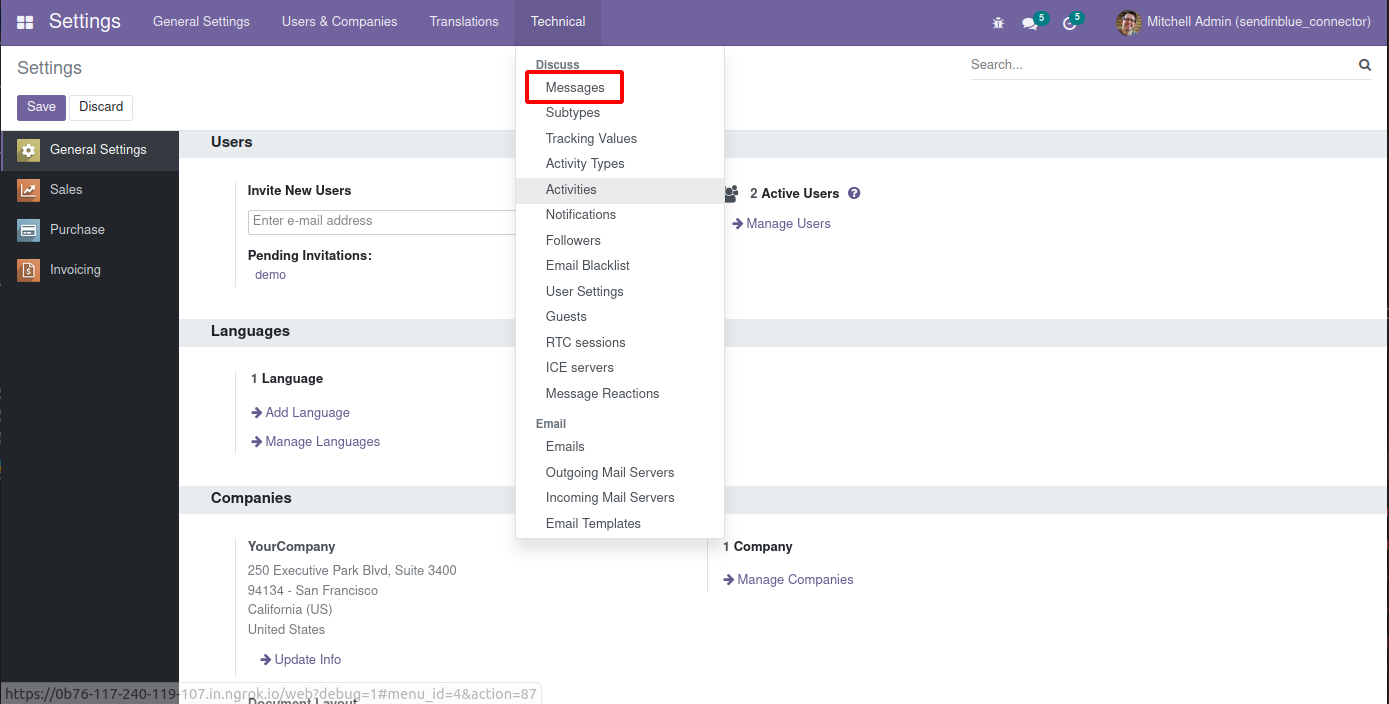 Settings General Settings Users & Companies Translations Technical 5 5 Mitchell Admin (sendinblue_connector)
Settings
Search...
Save Discard
General Settings
Sales
Purchase
Invoicing
Discuss
Messages
Subtypes
Tracking Values
Activity Types
Activities
Notifications
Followers
Email Blacklist
User Settings
Guests
RTC sessions
ICE servers
Message Reactions
Email
Emails
Outgoing Mail Servers
Incoming Mail Servers
Email Templates
Users
Invite New Users
Enter e-mail address
Pending Invitations:
demo
2 Active Users ?
Manage Users
Languages
1 Language
Add Language
Manage Languages
Companies
YourCompany
250 Executive Park Blvd, Suite 3400
94134 - San Francisco
California (US)
United States
Update Info
1 Company
Manage Companies
Document Layout
https://0b76-117-240-119-107.in.ngrok.io/web?debug=1#menu_id=4&action=87